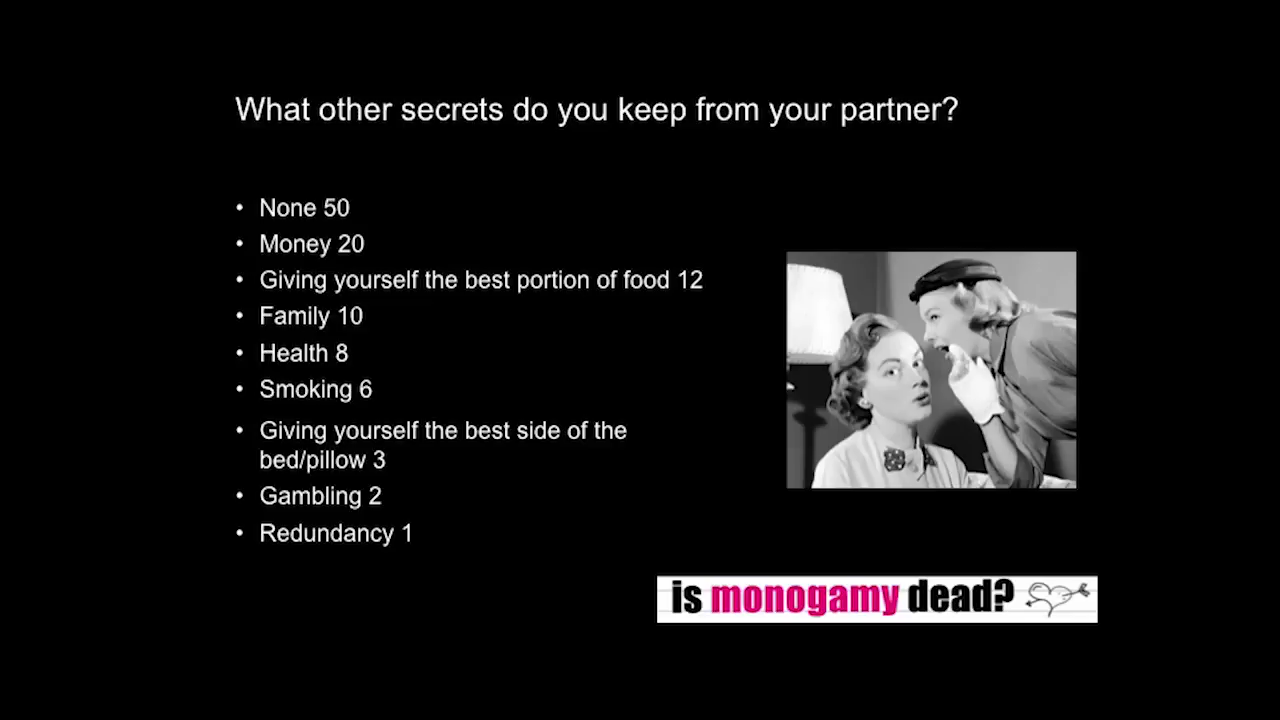 What other secrets do you keep from your partner?
• None 50
• Money 20
• Giving yourself the best portion of food 12
• Family 10
• Health 8
• Smoking 6
• Giving yourself the best side of the
bed/pillow 3
• Gambling 2
• Redundancy 1
is monogamy dead?